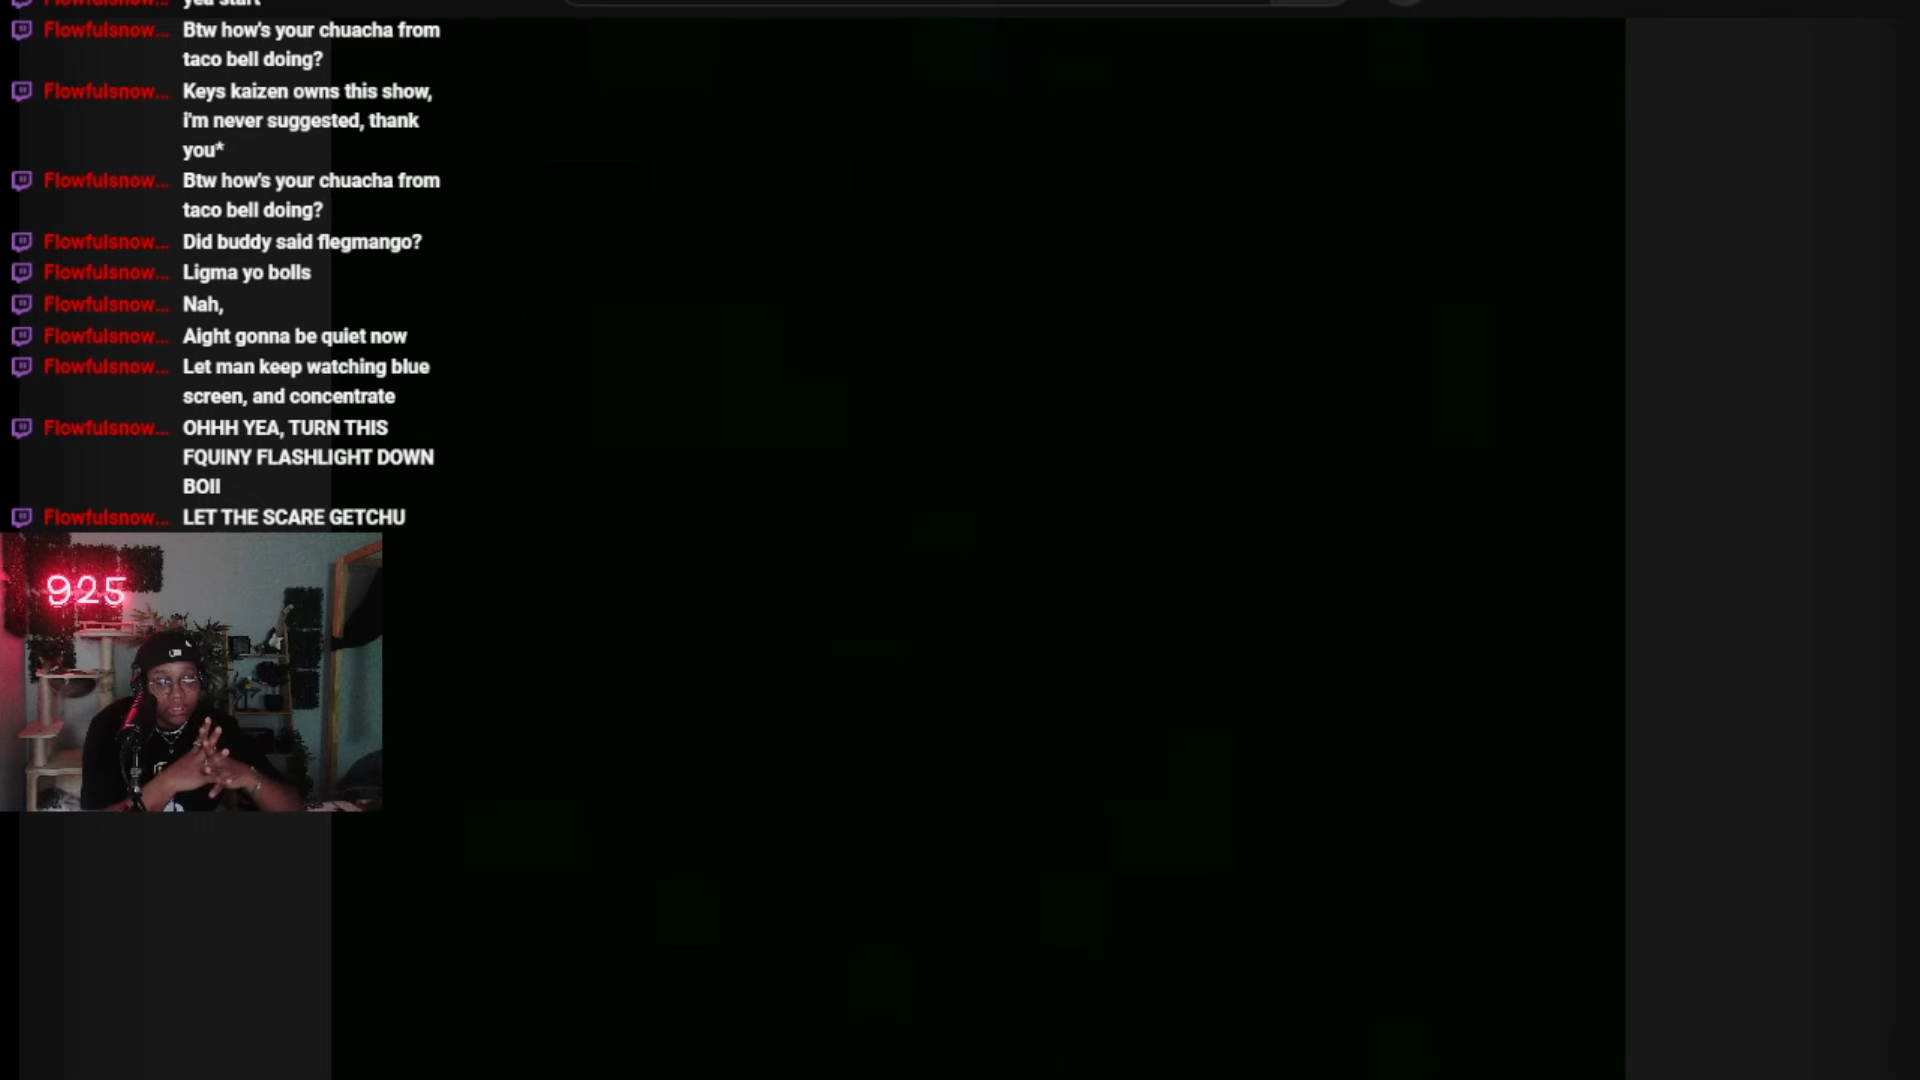 Flowfulsnow... yea start
Flowfulsnow... Btw how's your chuacha from
taco bell doing?
Flowfulsnow... Keys kaizen owns this show,
i'm never suggested, thank
you*
Flowfulsnow... Btw how's your chuacha from
taco bell doing?
Flowfulsnow... Did buddy said flegmango?
Flowfulsnow... Ligma yo bolls
Flowfulsnow... Nah,
Flowfulsnow... Aight gonna be quiet now
Flowfulsnow... Let man keep watching blue
screen, and concentrate
Flowfulsnow... OHHH YEA, TURN THIS
FQUINY FLASHLIGHT DOWN
BOII
Flowfulsnow... LET THE SCARE GETCHU
925